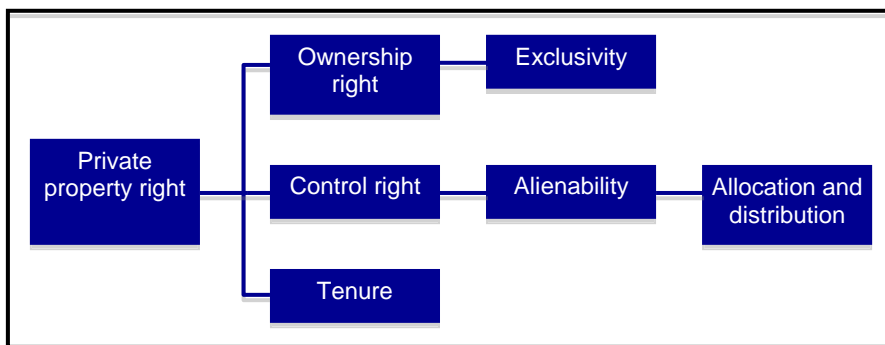 Ownership
right
Exclusivity
Private
property right
Control right
Alienability
Allocation and
distribution
Tenure